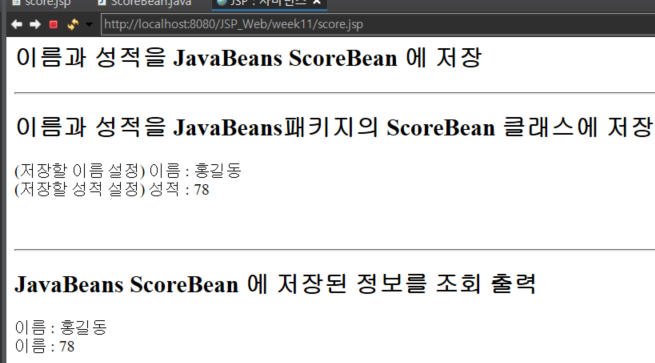 score.jsp ScoreBean.java JSP : 자바빈스
http://localhost:8080/JSP_Web/week11/score.jsp
이름과 성적을 JavaBeans ScoreBean 에 저장
이름과 성적을 JavaBeans패키지의 ScoreBean 클래스에 저장
(저장할 이름 설정) 이름 : 홍길동
(저장할 성적 설정) 성적 : 78
JavaBeans ScoreBean 에 저장된 정보를 조회 출력
이름 : 홍길동
이름 : 78